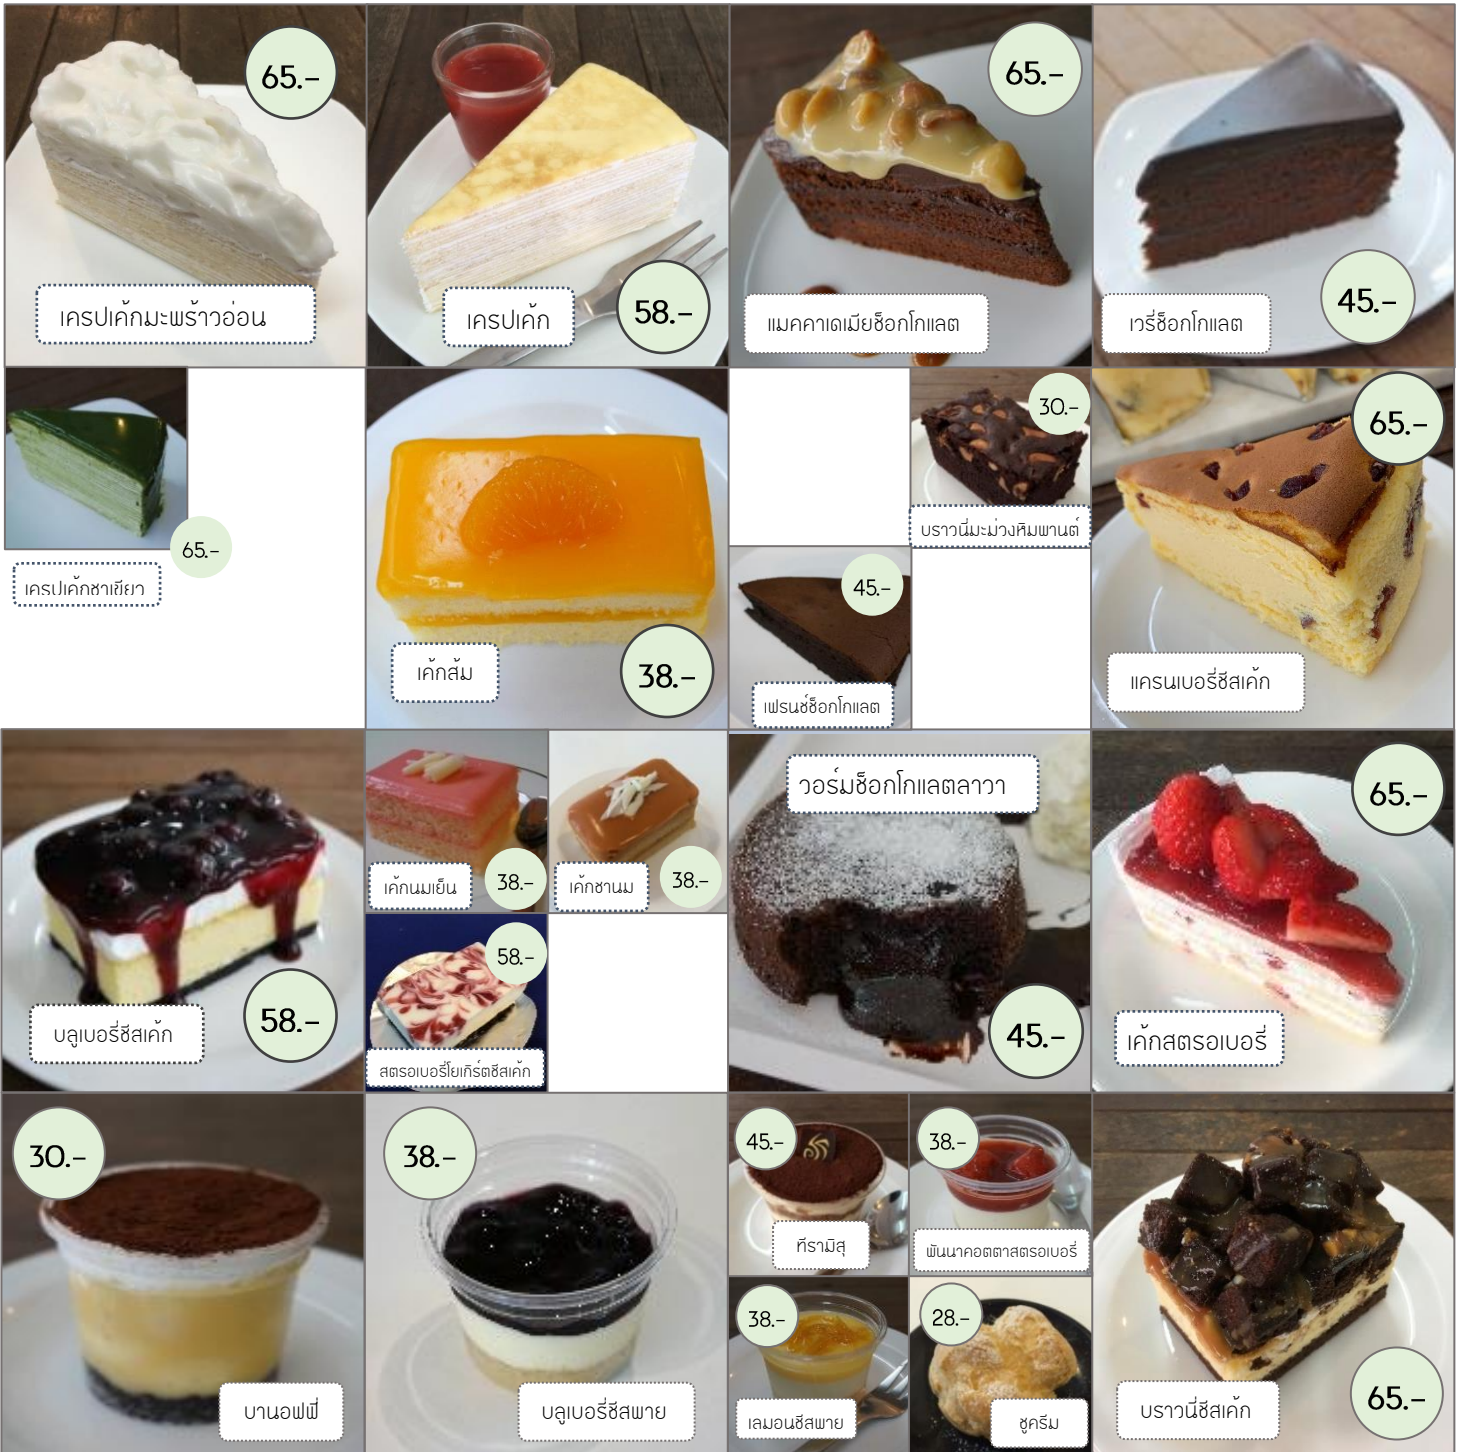 65.-
เครปเค้กมะพร้าวอ่อน
เครปเค้ก
58.-
65.-
แมคคาเดเมียช็อกโกแลต
45.-
เวรี่ช็อกโกแลต
65.-
เครปเค้กชาเขียว
เค้กส้ม
38.-
30.-
บราวนี่มะม่วงหิมพานต์
45.-
เฟรนช์ช็อกโกแลต
65.-
แครนเบอรี่ชีสเค้ก
บลูเบอรี่ชีสเค้ก
58.-
เค้กนมเย็น
38.-
เค้กชานม
38.-
58.-
สตรอเบอรี่โยเกิร์ตชีสเค้ก
วอร์มช็อกโกแลตลาวา
45.-
65.-
เค้กสตรอเบอรี่
30.-
บานอฟฟี่
38.-
บลูเบอรี่ชีสพาย
45.-
ทีรามิสุ
38.-
พันนาคอตตาสตรอเบอรี่
38.-
เลมอนชีสพาย
28.-
ชูครีม
บราวนี่ชีสเค้ก
65.-